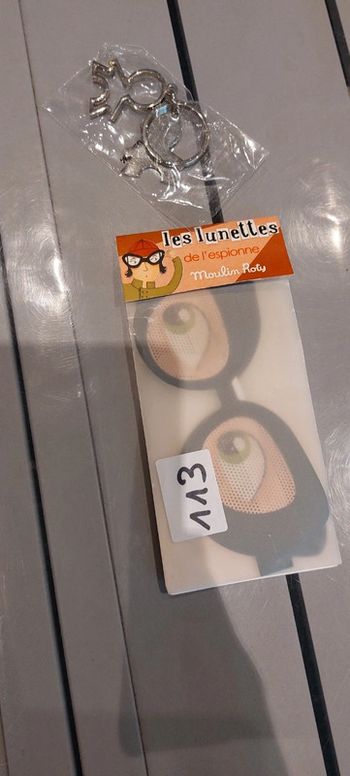 les lunettes
de l'espionne
Moulin Roty
113